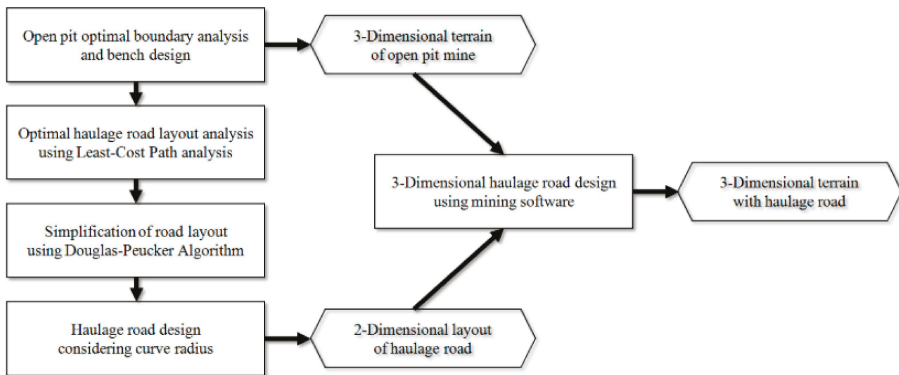 Open pit optimal boundary analysis
and bench design
3-Dimensional terrain
of open pit mine
Optimal haulage road layout analysis
using Least-Cost Path analysis
3-Dimensional haulage road design
using mining software
3-Dimensional terrain
with haulage road
Simplification of road layout
using Douglas-Peucker Algorithm
Haulage road design
considering curve radius
2-Dimensional layout
of haulage road